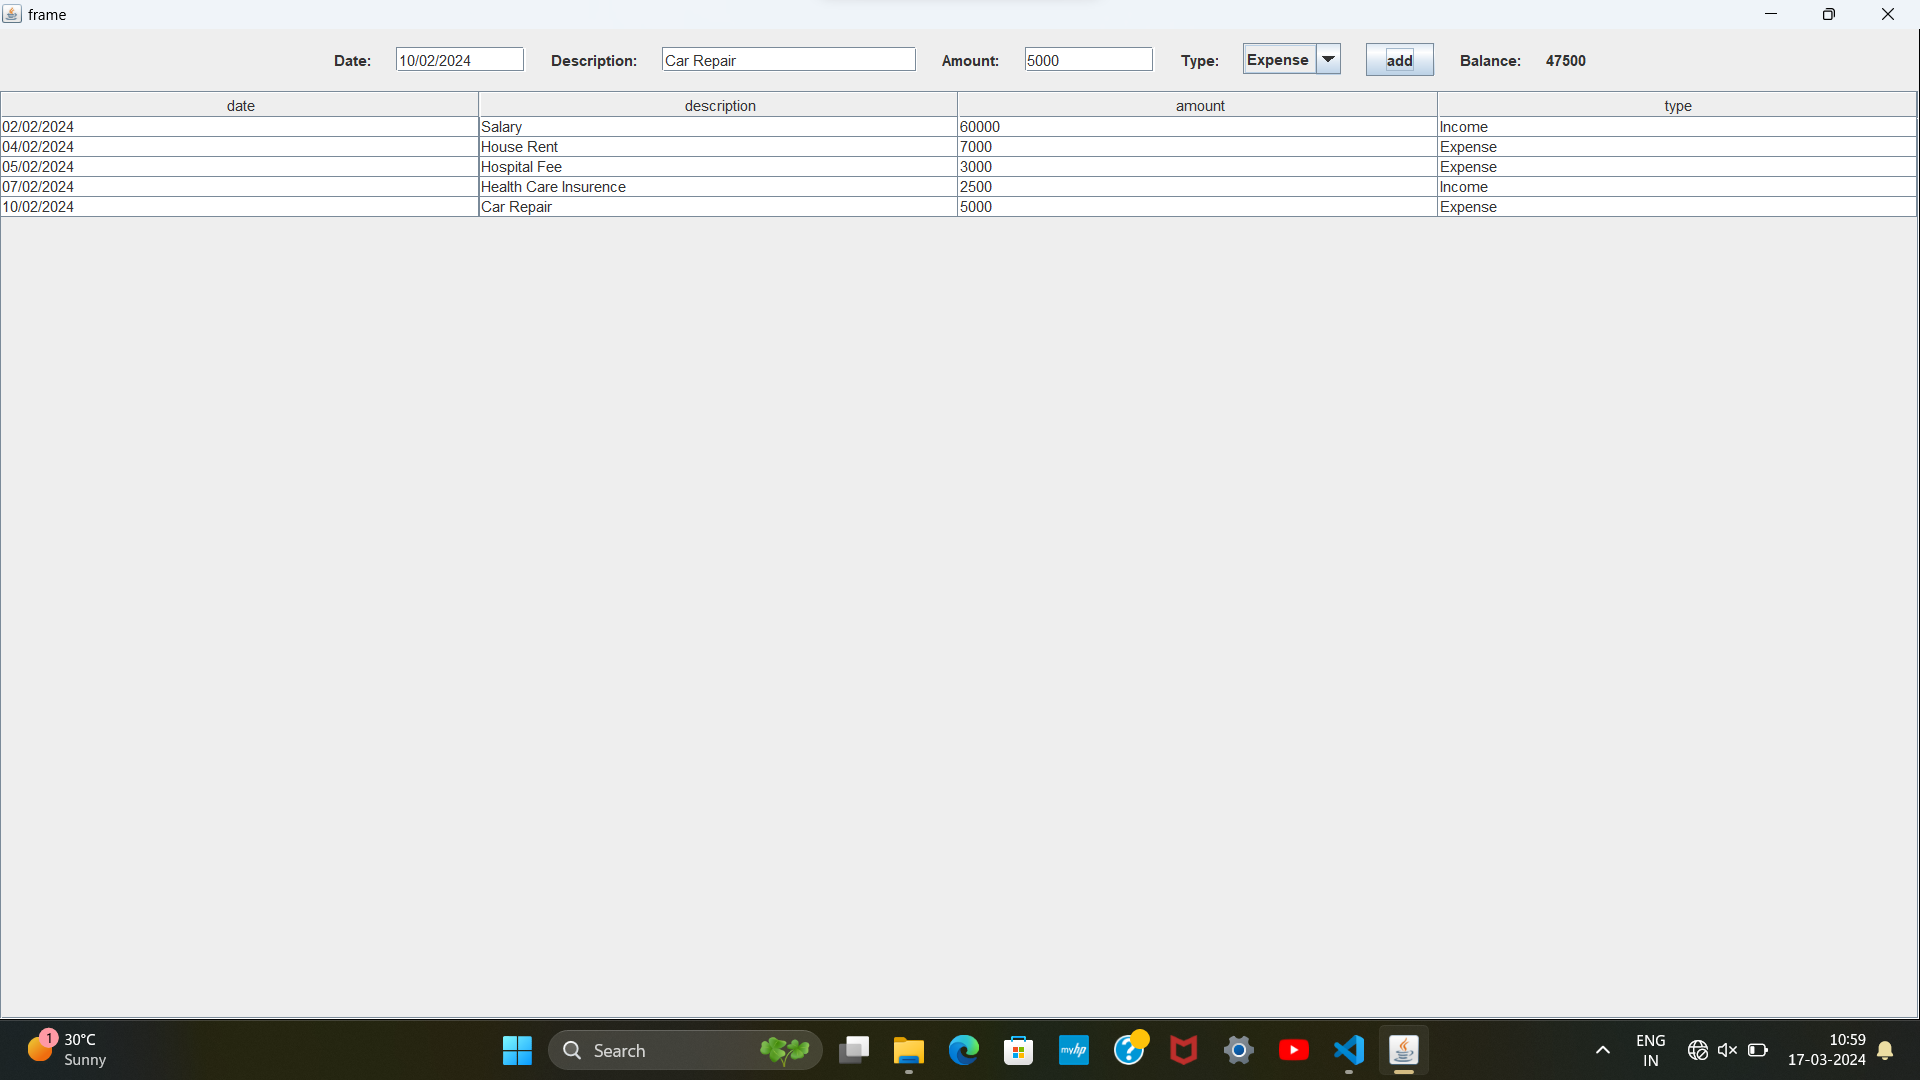 frame
Date: 10/02/2024 Description: Car Repair Amount: 5000 Type: Expense add Balance: 47500
date description amount type
02/02/2024 Salary 60000 Income
04/02/2024 House Rent 7000 Expense
05/02/2024 Hospital Fee 3000 Expense
07/02/2024 Health Care Insurence 2500 Income
10/02/2024 Car Repair 5000 Expense
1 30°C
Sunny
Search
myhp
?
ENG
IN
10:59
17-03-2024